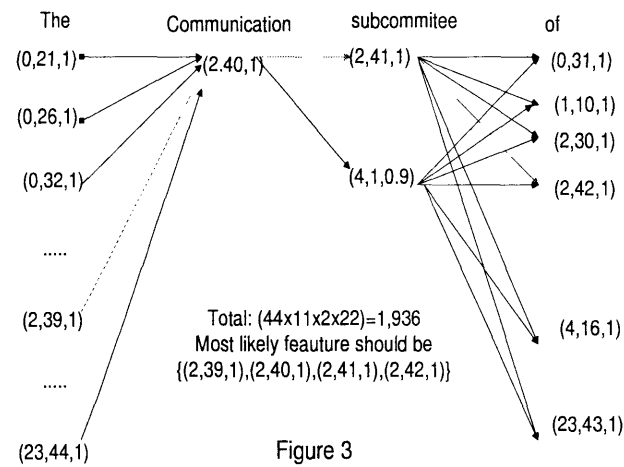 The Communication subcommitee of
(0,21,1) (2.40,1) (2,41,1) (0,31,1)
(0,26,1) (1,10,1)
(2,30,1)
(0,32,1) (4,1,0.9) (2,42,1)
.....
(2,39,1) Total: (44x11x2x22)=1,936 (4,16,1)
Most likely feauture should be
{(2,39,1),(2,40,1),(2,41,1),(2,42,1)}
.....
(23,43,1)
(23,44,1) Figure 3